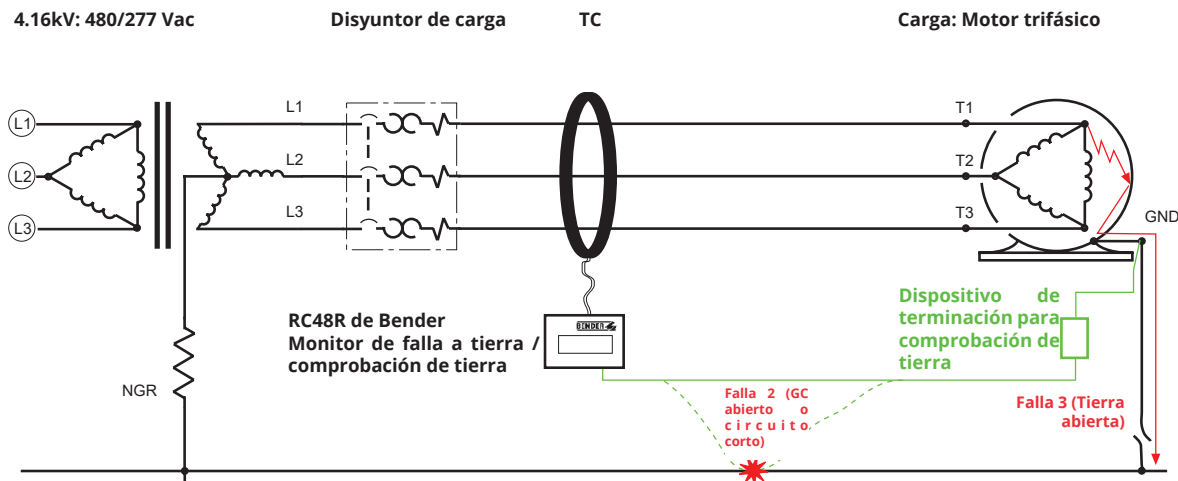 4.16kV: 480/277 Vac
Disyuntor de carga
TC
Carga: Motor trifásico
L1
L2
L3
L1
L2
L3
T1
T2
T3
GND
NGR
RC48R de Bender
Monitor de falla a tierra /
comprobación de tierra
BENDER
Dispositivo de
terminación para
comprobación de
tierra
Falla 2 (GC
abierto o
circuito
corto)
Falla 3 (Tierra
abierta)